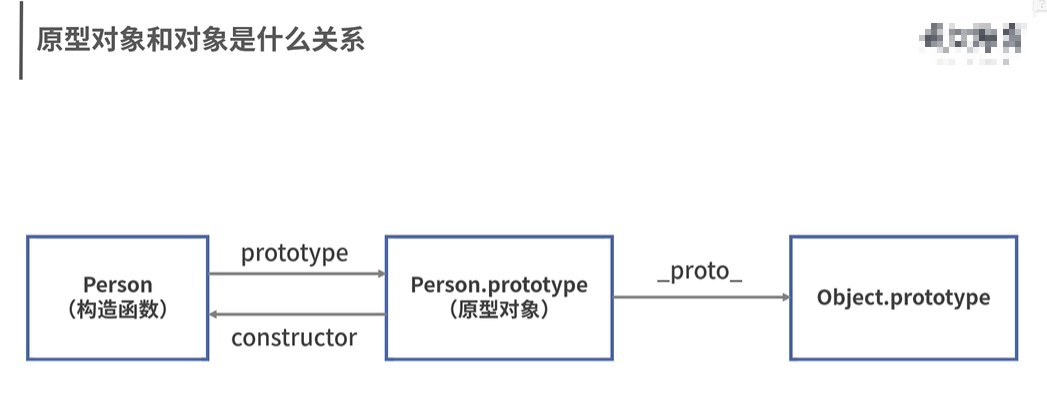 原型对象和对象是什么关系
prototype
Person
（构造函数）
constructor
Person.prototype
（原型对象）
_proto_
Object.prototype